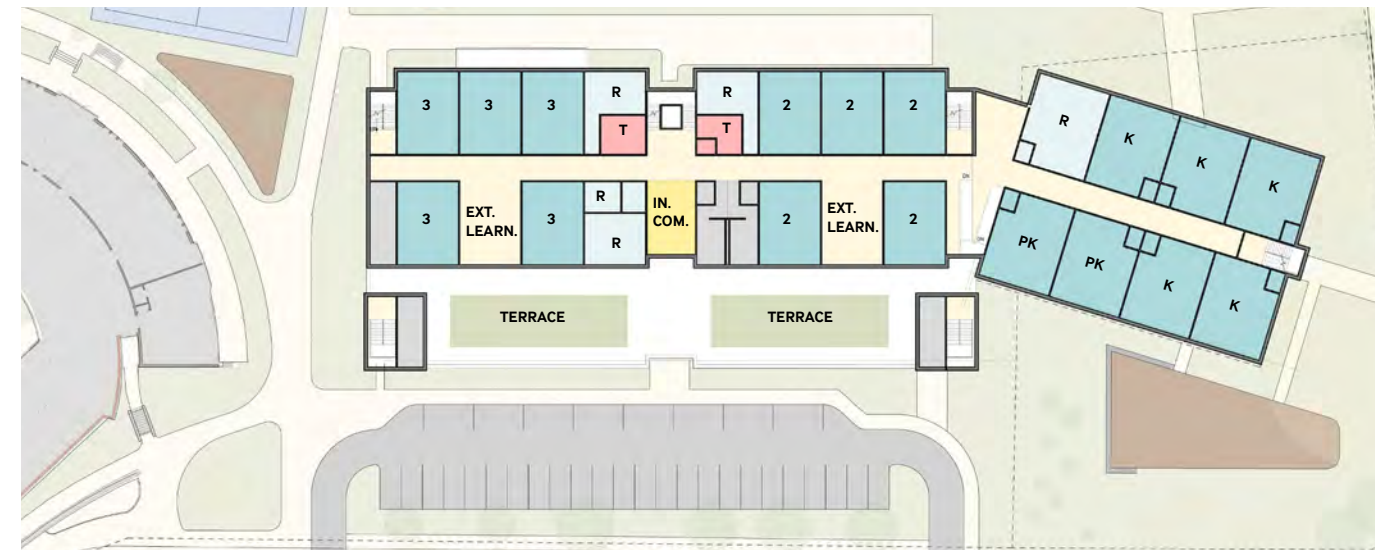 3 3 3 R R 2 2 2
T T
R K K K
3 EXT.
LEARN. 3 R R IN.
COM. 2 EXT.
LEARN. 2
PK PK K K
TERRACE TERRACE